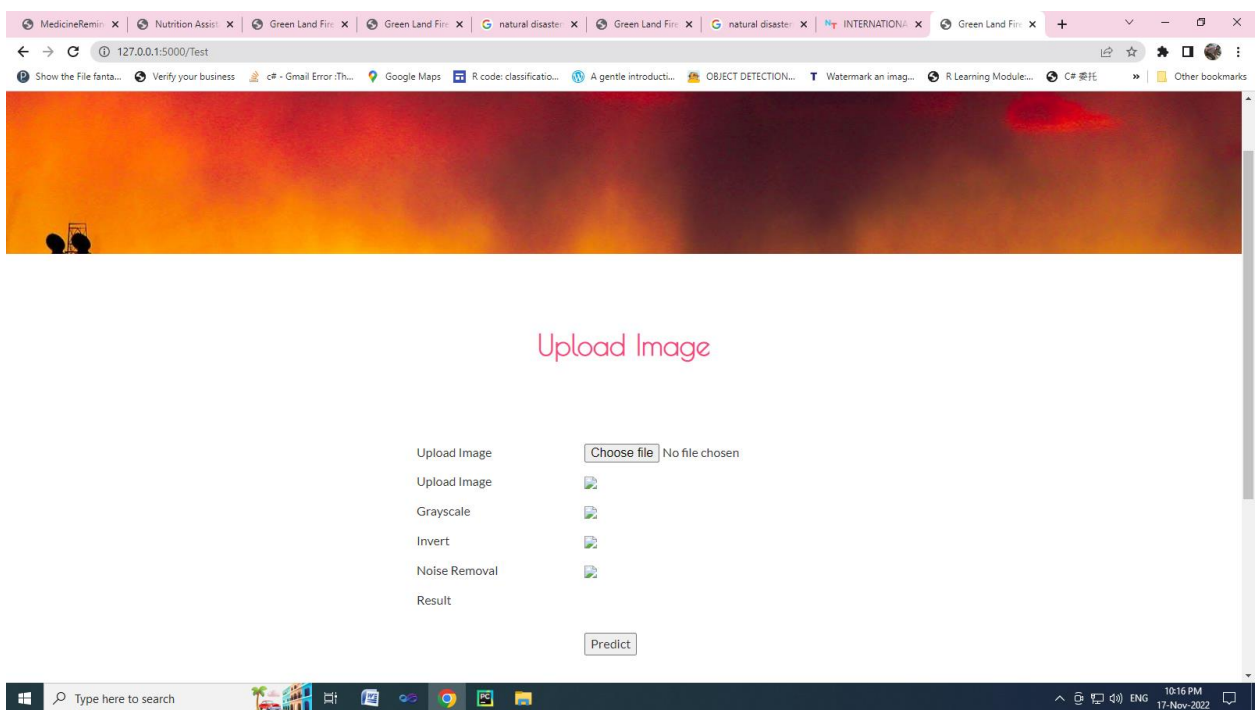 MedicineRemin Nutrition Assist Green Land Fire Green Land Fire natural disaster Green Land Fire natural disaster INTERNATIONA Green Land Fire
127.0.0.1:5000/Test
Show the File fanta... Verify your business c# - Gmail Error :Th... Google Maps R code: classificatio... A gentle introducti... OBJECT DETECTION... Watermark an imag... R Learning Module:... C# 委托 » Other bookmarks
Upload Image
Upload Image Choose file No file chosen
Upload Image
Grayscale
Invert
Noise Removal
Result
Predict
Type here to search ENG 10:16 PM
17-Nov-2022